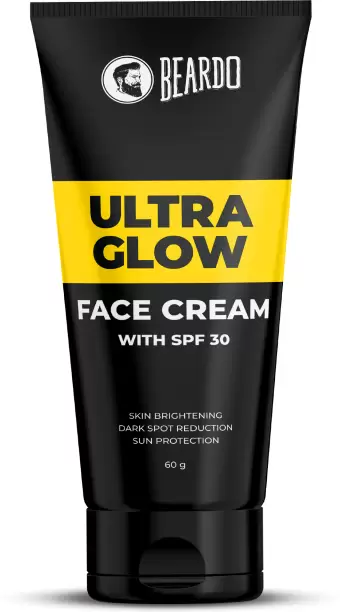 BEARDO
ULTRA
GLOW
FACE CREAM
WITH SPF 30
SKIN BRIGHTENING
DARK SPOT REDUCTION
SUN PROTECTION
60 g